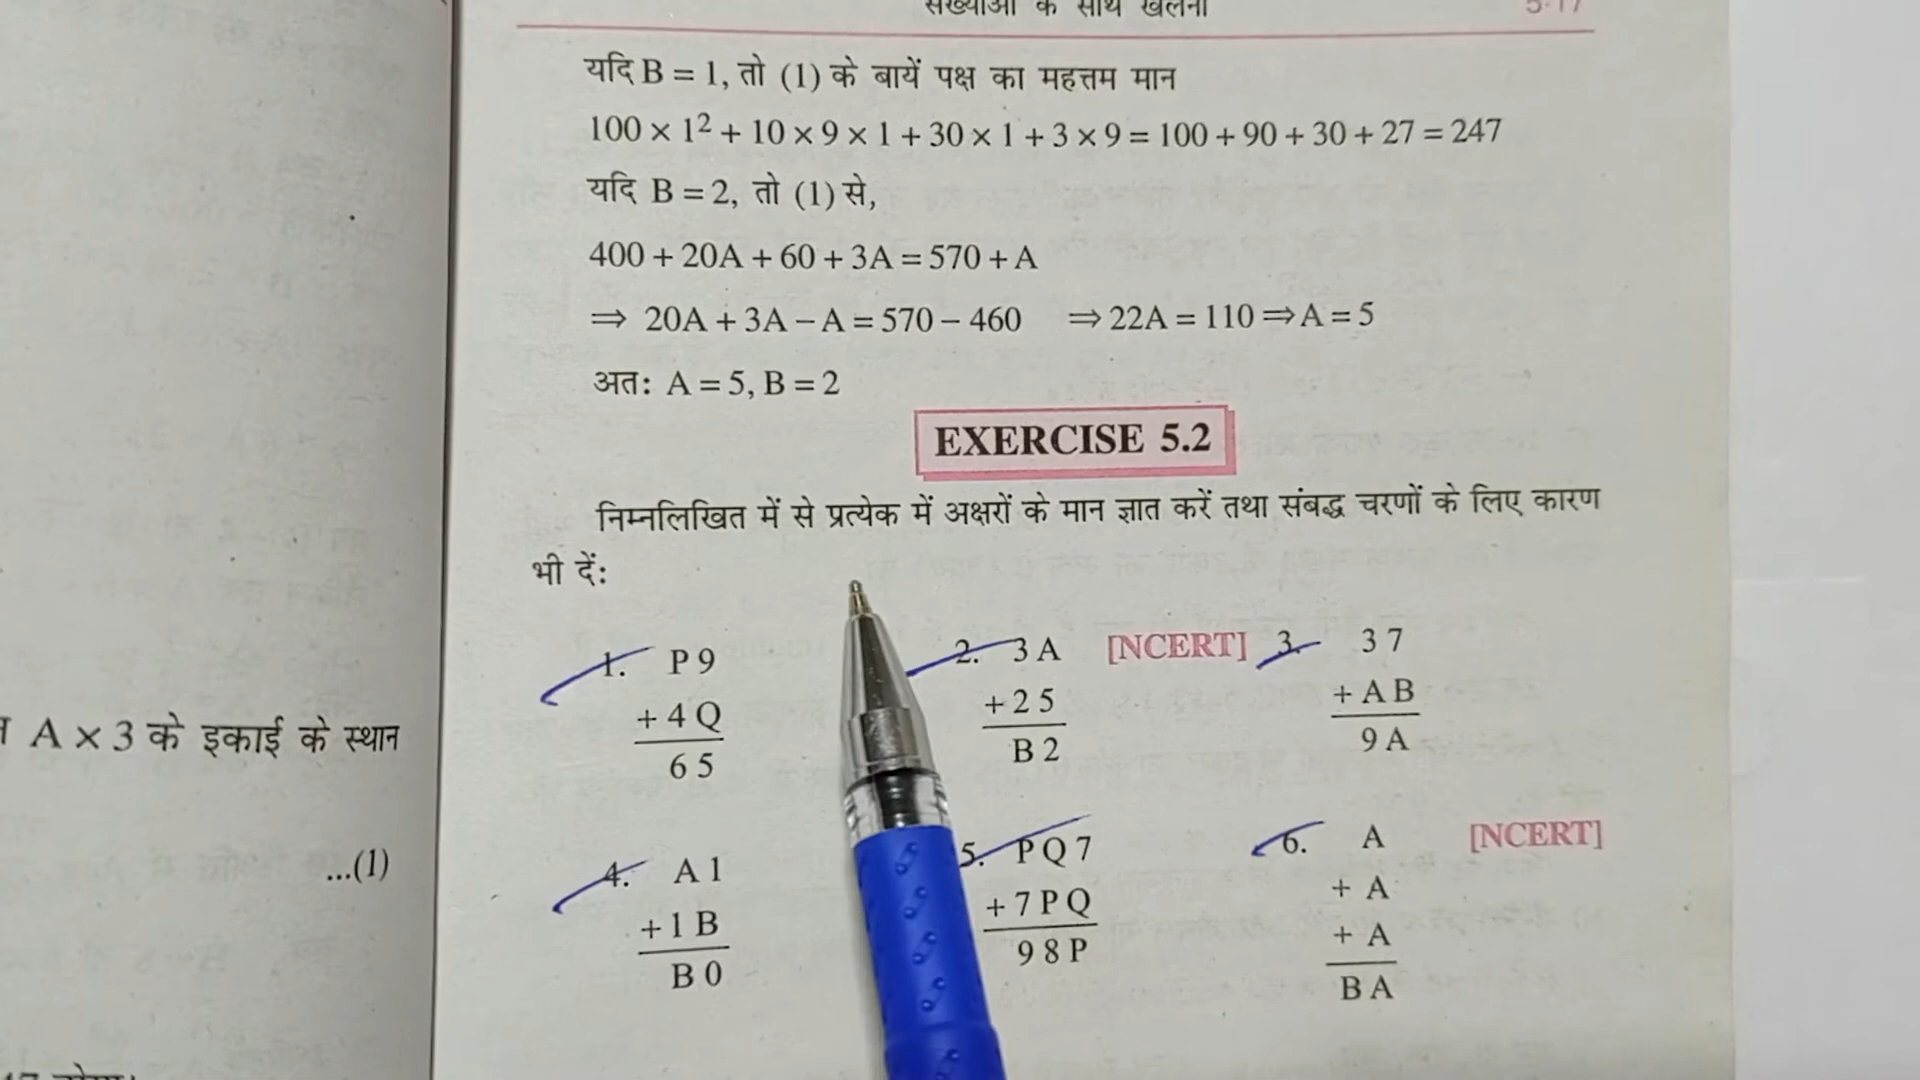 संख्याओं के साथ खेलना 5·17
यदि B = 1, तो (1) के बायें पक्ष का महत्तम मान
100 × 1² + 10 × 9 × 1 + 30 × 1 + 3 × 9 = 100 + 90 + 30 + 27 = 247
यदि B = 2, तो (1) से,
400 + 20A + 60 + 3A = 570 + A
⇒ 20A + 3A – A = 570 – 460 ⇒ 22A = 110 ⇒ A = 5
अतः A = 5, B = 2
EXERCISE 5.2
निम्नलिखित में से प्रत्येक में अक्षरों के मान ज्ञात करें तथा संबद्ध चरणों के लिए कारण
भी दें:
1. P 9
+ 4 Q
6 5
2. 3 A [NCERT]
+ 2 5
B 2
3. 3 7
+ A B
9 A
4. A 1
+ 1 B
B 0
5. P Q 7
+ 7 P Q
9 8 P
6. A [NCERT]
+ A
+ A
B A
A × 3 के इकाई के स्थान
...(1)